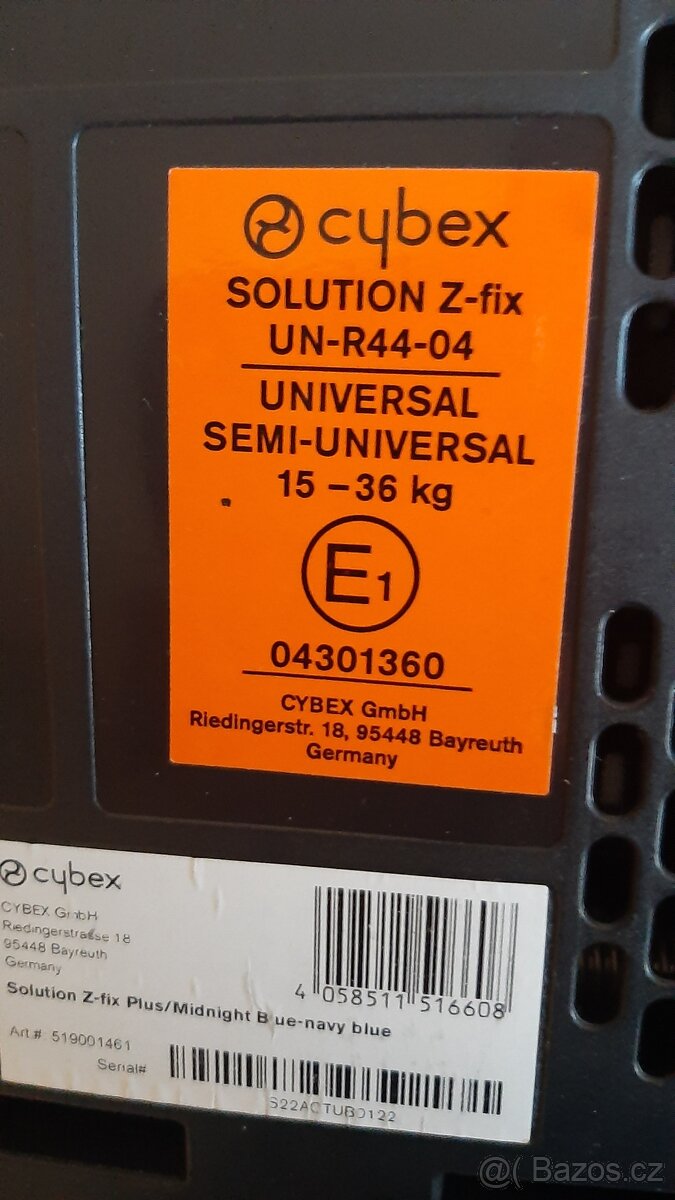 cybex
SOLUTION Z-fix
UN-R44-04
UNIVERSAL
SEMI-UNIVERSAL
15 – 36 kg
E1
04301360
CYBEX GmbH
Riedingerstr. 18, 95448 Bayreuth
Germany
cybex
CYBEX GmbH
Riedingerstrasse 18
95448 Bayreuth
Germany
4 058511 516608
Solution Z-fix Plus/Midnight B ue-navy blue
Art #: 519001461
Serial#
@( Bazos.cz